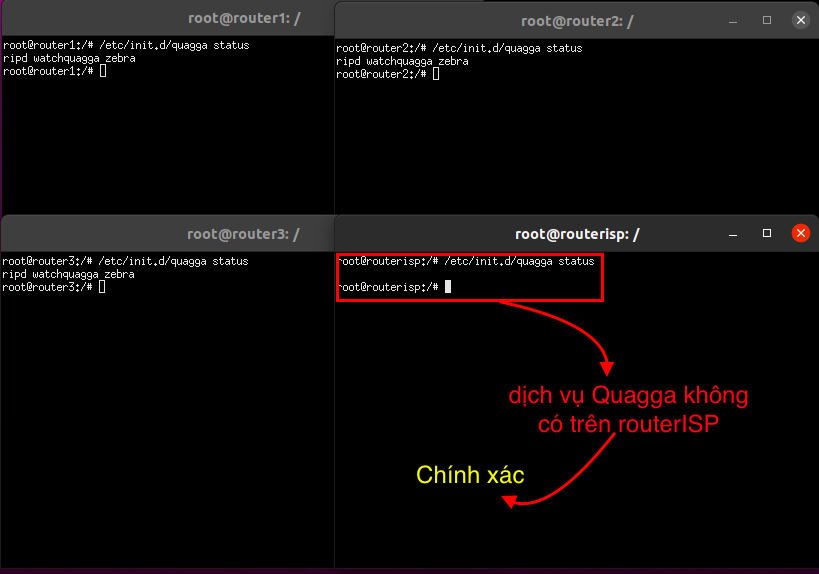 root@router1: /
root@router1:/# /etc/init.d/quagga status
ripd watchquagga zebra
root@router1:/#
root@router2: /
root@router2:/# /etc/init.d/quagga status
ripd watchquagga zebra
root@router2:/#
root@router3: /
root@router3:/# /etc/init.d/quagga status
ripd watchquagga zebra
root@router3:/#
root@routerisp: /
root@routerisp:/# /etc/init.d/quagga status
root@routerisp:/#
dịch vụ Quagga không
có trên routerISP
Chính xác